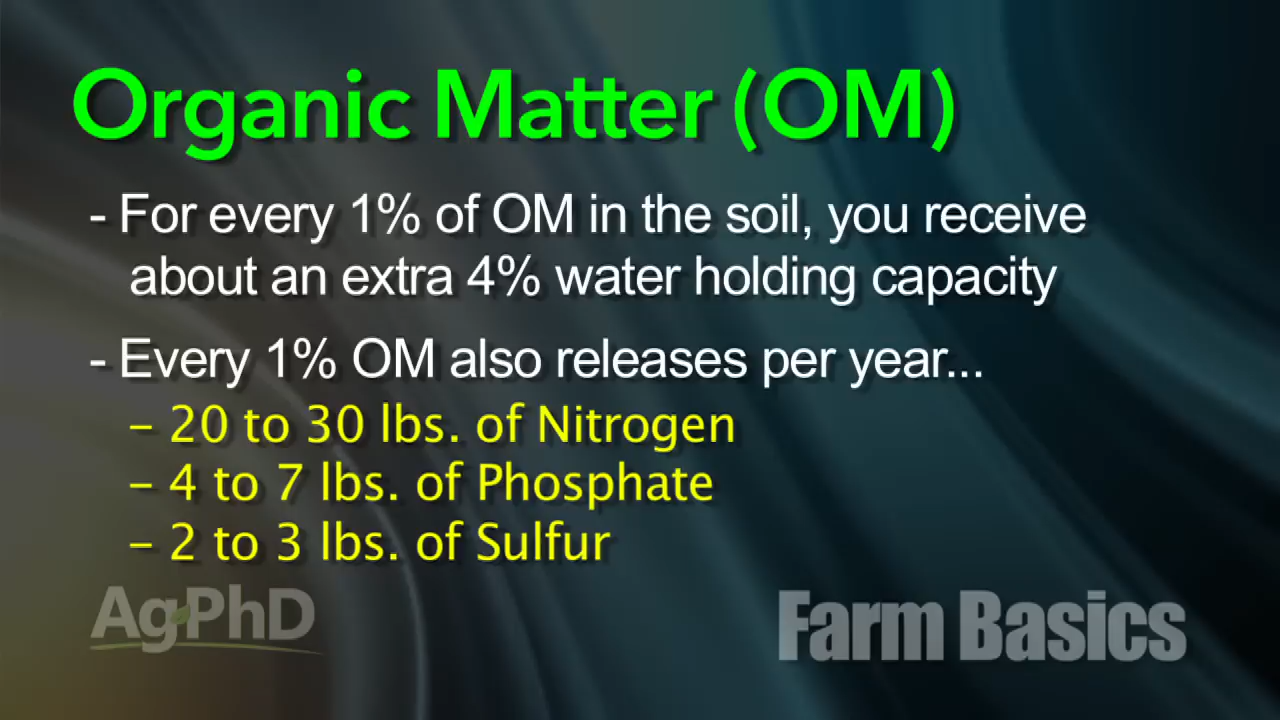 Organic Matter (OM)
- For every 1% of OM in the soil, you receive
about an extra 4% water holding capacity
- Every 1% OM also releases per year...
– 20 to 30 lbs. of Nitrogen
– 4 to 7 lbs. of Phosphate
– 2 to 3 lbs. of Sulfur
AgPhD
Farm Basics